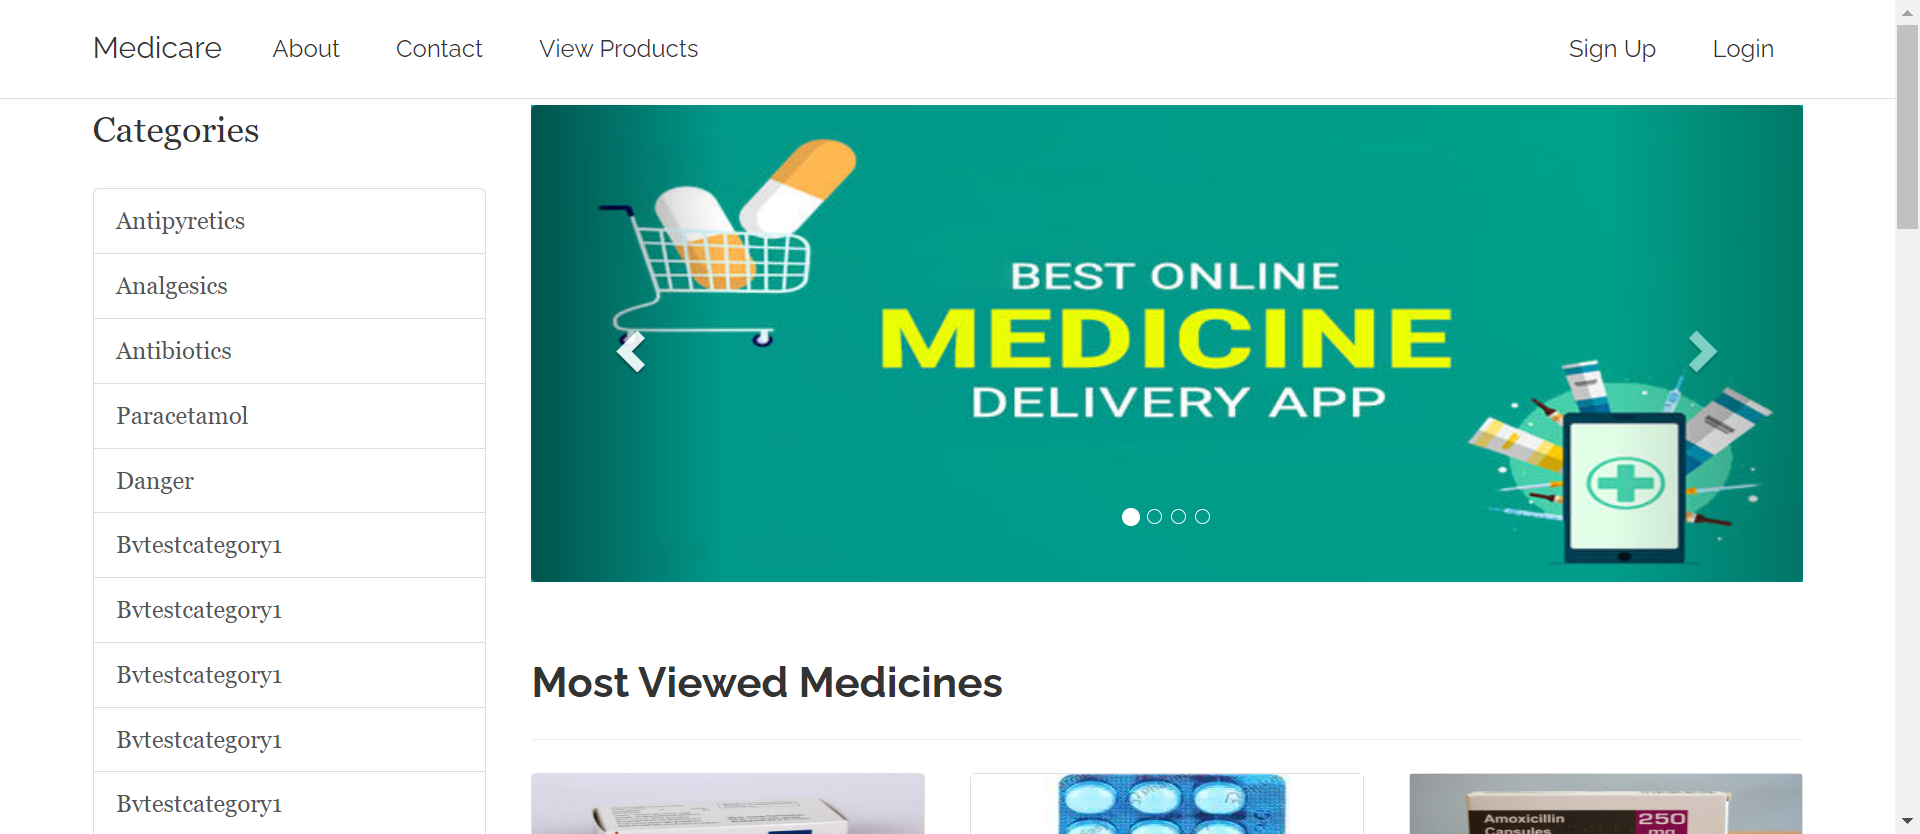 Medicare About Contact View Products Sign Up Login
Categories
Antipyretics
Analgesics
Antibiotics
Paracetamol
Danger
Bvtestcategory1
Bvtestcategory1
Bvtestcategory1
Bvtestcategory1
Bvtestcategory1
BEST ONLINE
MEDICINE
DELIVERY APP
Most Viewed Medicines
Amoxicillin 250
Capsules mg